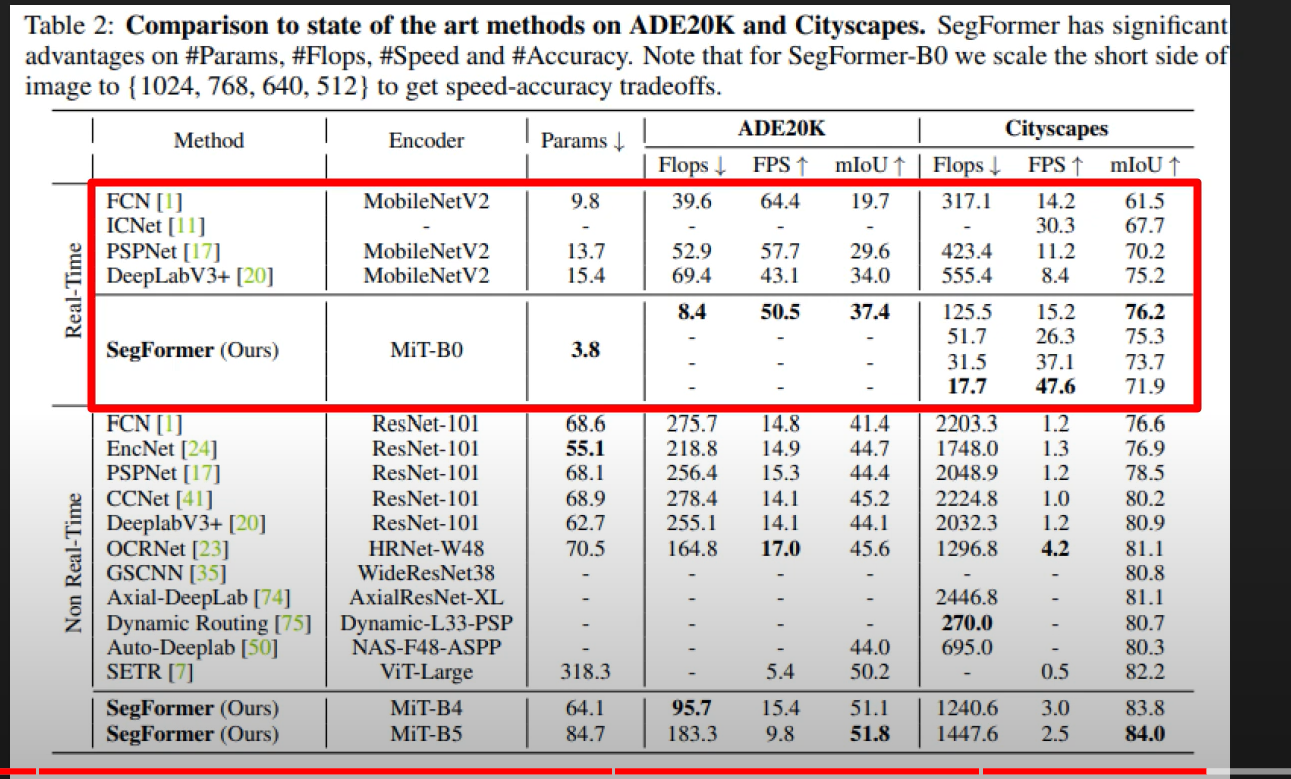 Table 2: Comparison to state of the art methods on ADE20K and Cityscapes. SegFormer has significant
advantages on #Params, #Flops, #Speed and #Accuracy. Note that for SegFormer-B0 we scale the short side of
image to {1024, 768, 640, 512} to get speed-accuracy tradeoffs.
Method Encoder Params ↓ ADE20K Cityscapes
Flops ↓ FPS ↑ mIoU ↑ Flops ↓ FPS ↑ mIoU ↑
Real-Time
FCN [1] MobileNetV2 9.8 39.6 64.4 19.7 317.1 14.2 61.5
ICNet [11] - - - - - - 30.3 67.7
PSPNet [17] MobileNetV2 13.7 52.9 57.7 29.6 423.4 11.2 70.2
DeepLabV3+ [20] MobileNetV2 15.4 69.4 43.1 34.0 555.4 8.4 75.2
SegFormer (Ours) MiT-B0 3.8 8.4 50.5 37.4 125.5 15.2 76.2
- - - 51.7 26.3 75.3
- - - 31.5 37.1 73.7
- - - 17.7 47.6 71.9
Non Real-Time
FCN [1] ResNet-101 68.6 275.7 14.8 41.4 2203.3 1.2 76.6
EncNet [24] ResNet-101 55.1 218.8 14.9 44.7 1748.0 1.3 76.9
PSPNet [17] ResNet-101 68.1 256.4 15.3 44.4 2048.9 1.2 78.5
CCNet [41] ResNet-101 68.9 278.4 14.1 45.2 2224.8 1.0 80.2
DeeplabV3+ [20] ResNet-101 62.7 255.1 14.1 44.1 2032.3 1.2 80.9
OCRNet [23] HRNet-W48 70.5 164.8 17.0 45.6 1296.8 4.2 81.1
GSCNN [35] WideResNet38 - - - - - - 80.8
Axial-DeepLab [74] AxialResNet-XL - - - - 2446.8 - 81.1
Dynamic Routing [75] Dynamic-L33-PSP - - - - 270.0 - 80.7
Auto-Deeplab [50] NAS-F48-ASPP - - - 44.0 695.0 - 80.3
SETR [7] ViT-Large 318.3 - 5.4 50.2 - 0.5 82.2
SegFormer (Ours) MiT-B4 64.1 95.7 15.4 51.1 1240.6 3.0 83.8
SegFormer (Ours) MiT-B5 84.7 183.3 9.8 51.8 1447.6 2.5 84.0